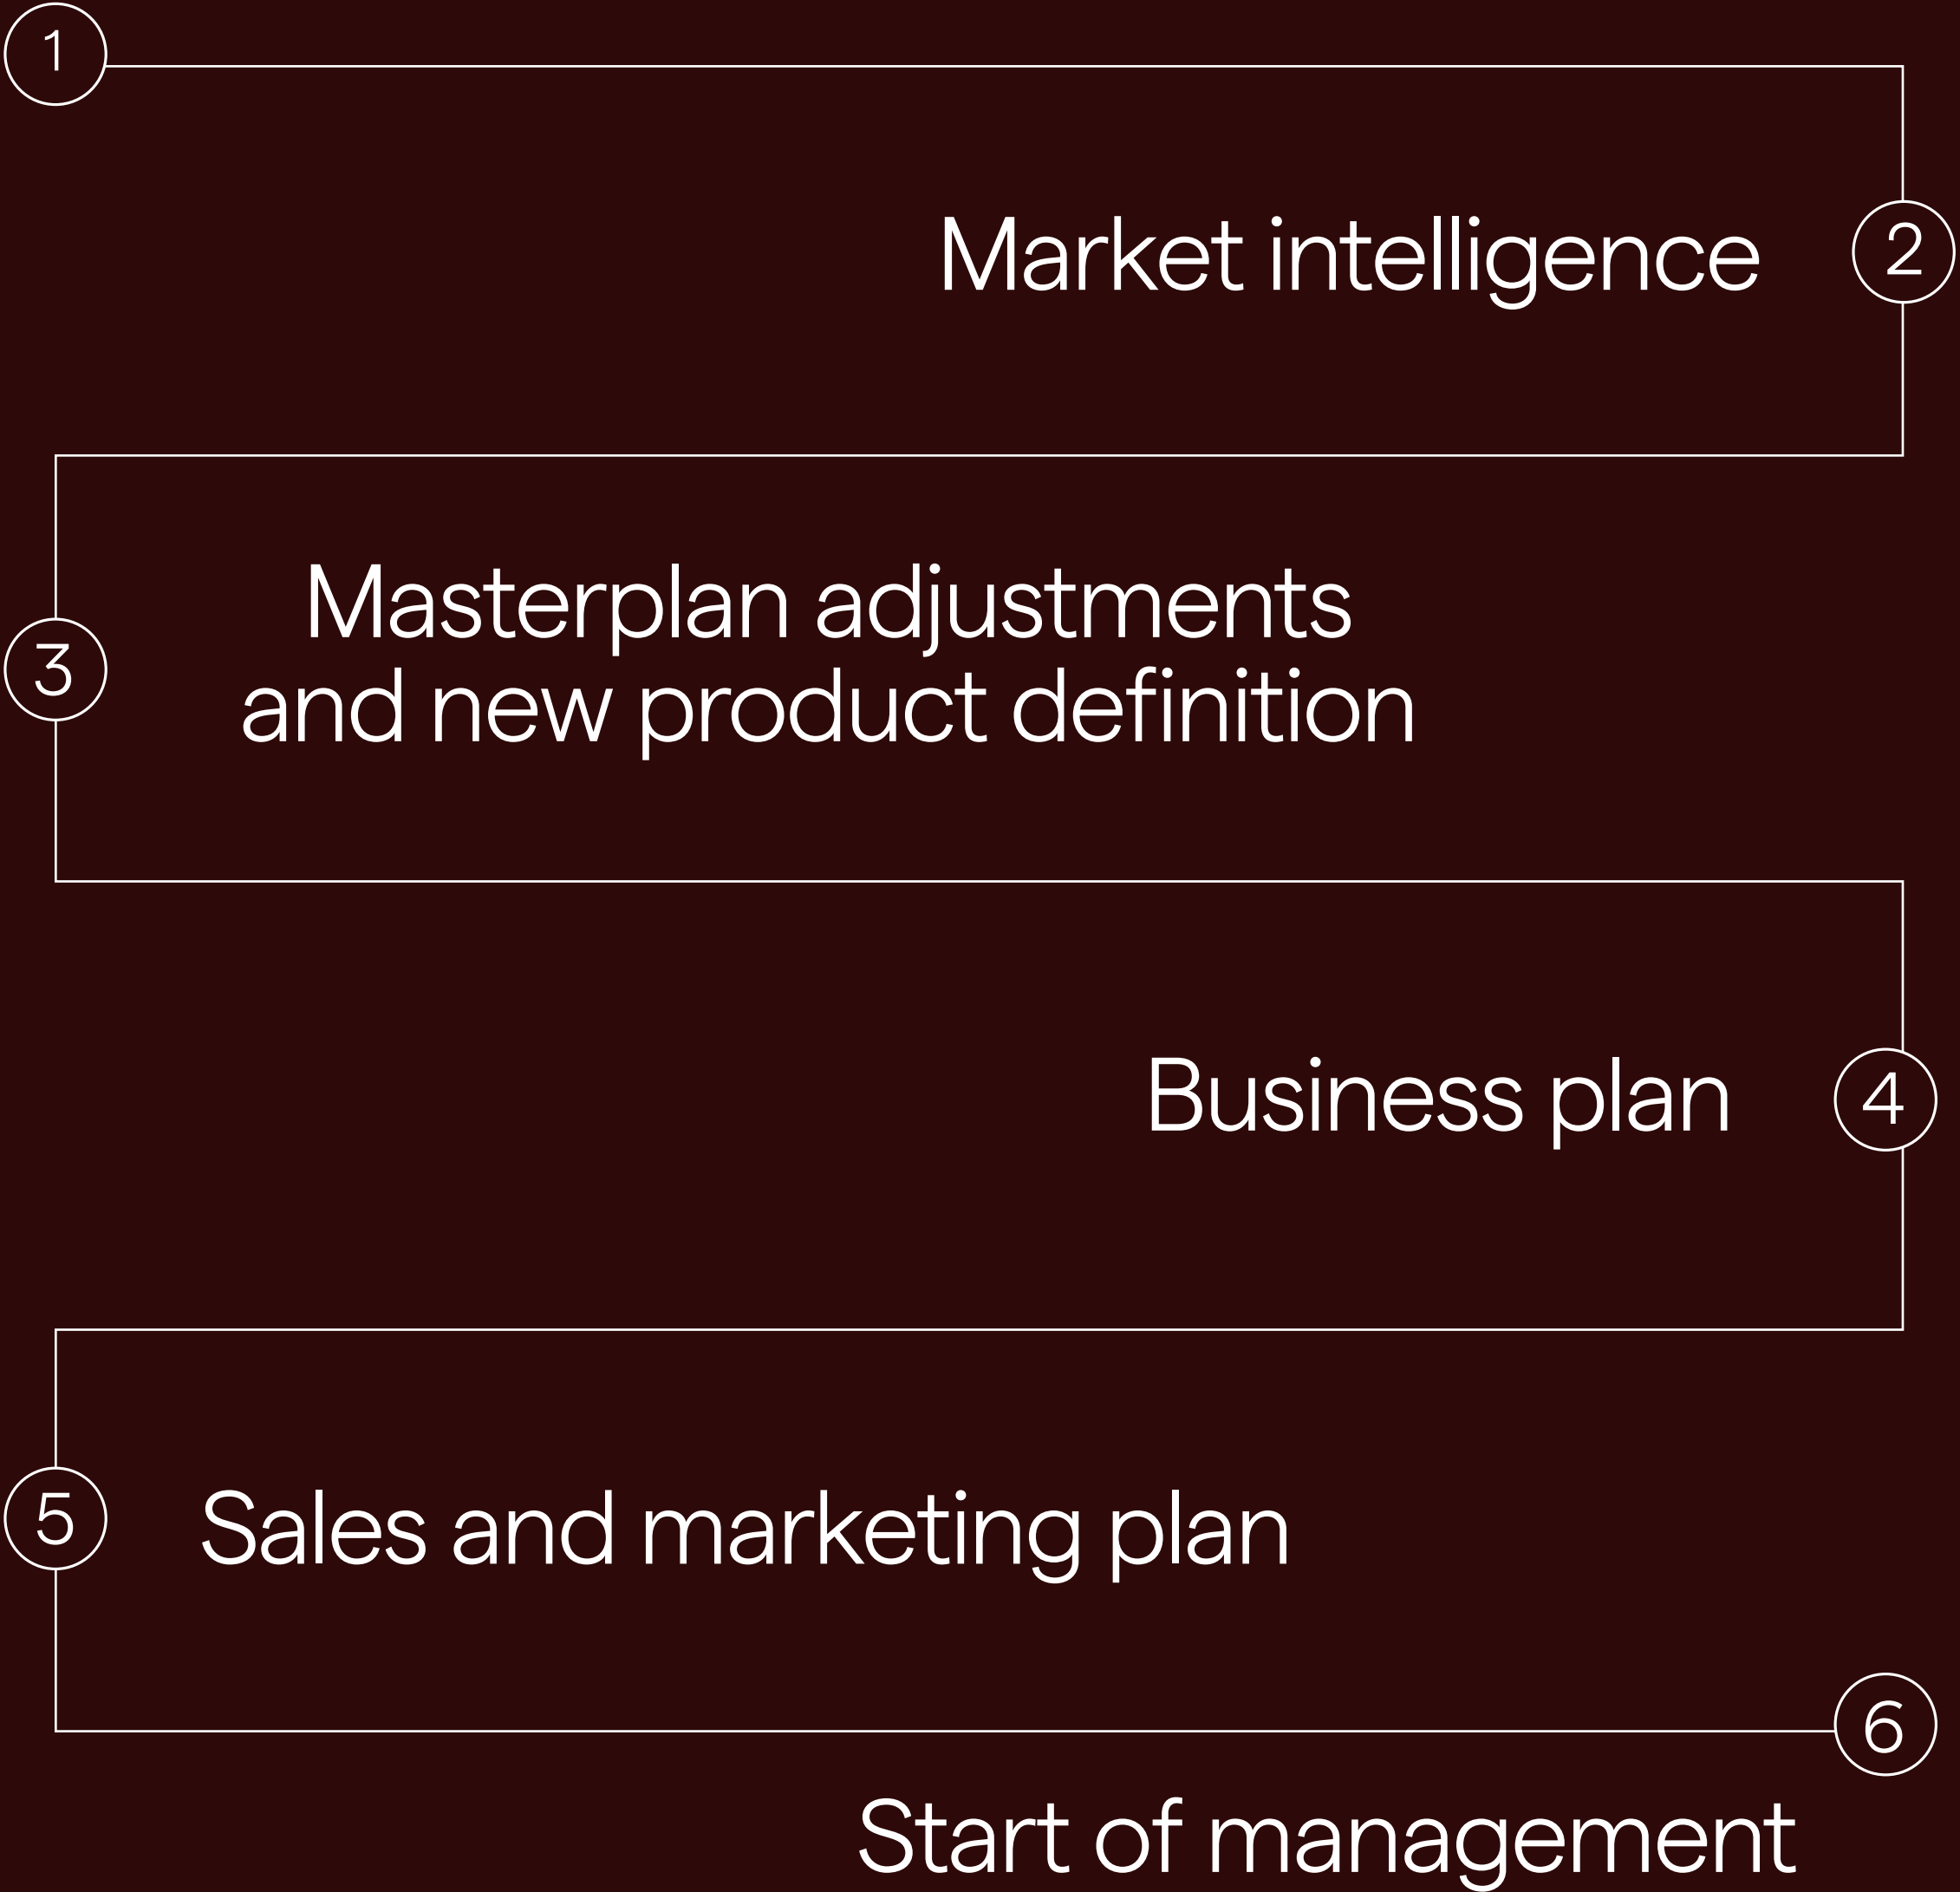 1
Market intelligence
2
Masterplan adjustments
and new product definition
3
Business plan
4
5
Sales and marketing plan
6
Start of management